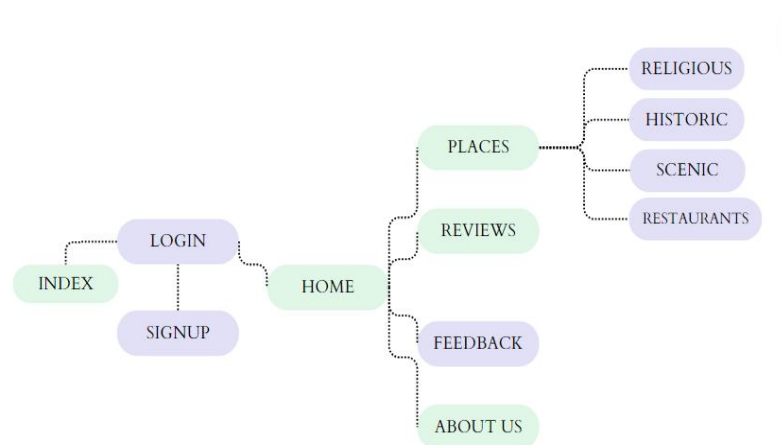 RELIGIOUS
HISTORIC
PLACES
SCENIC
RESTAURANTS
REVIEWS
LOGIN
INDEX
HOME
SIGNUP
FEEDBACK
ABOUT US